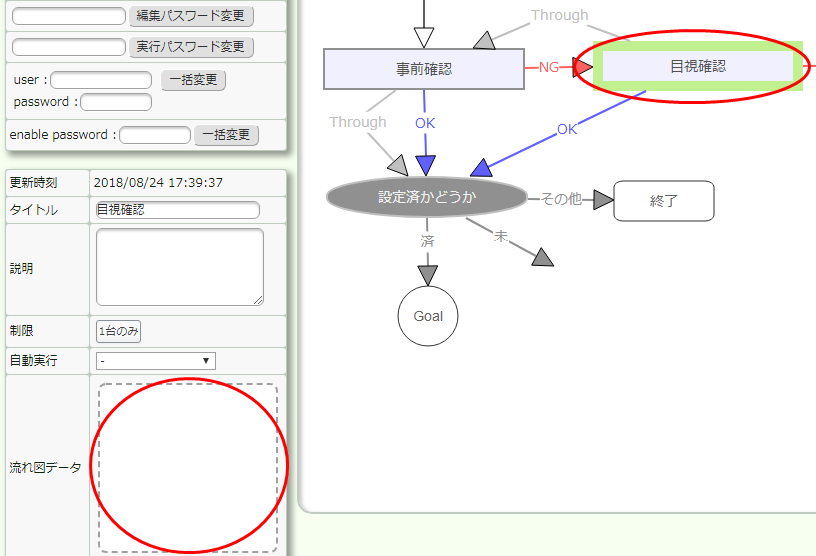 編集パスワード変更
実行パスワード変更
user : 一括変更
password :
enable password : 一括変更
更新時刻 2018/08/24 17:39:37
タイトル 目視確認
説明
制限 1台のみ
自動実行 -
流れ図データ
Through
事前確認 NG 目視確認
Through OK OK
設定済かどうか その他 終了
済 未
Goal